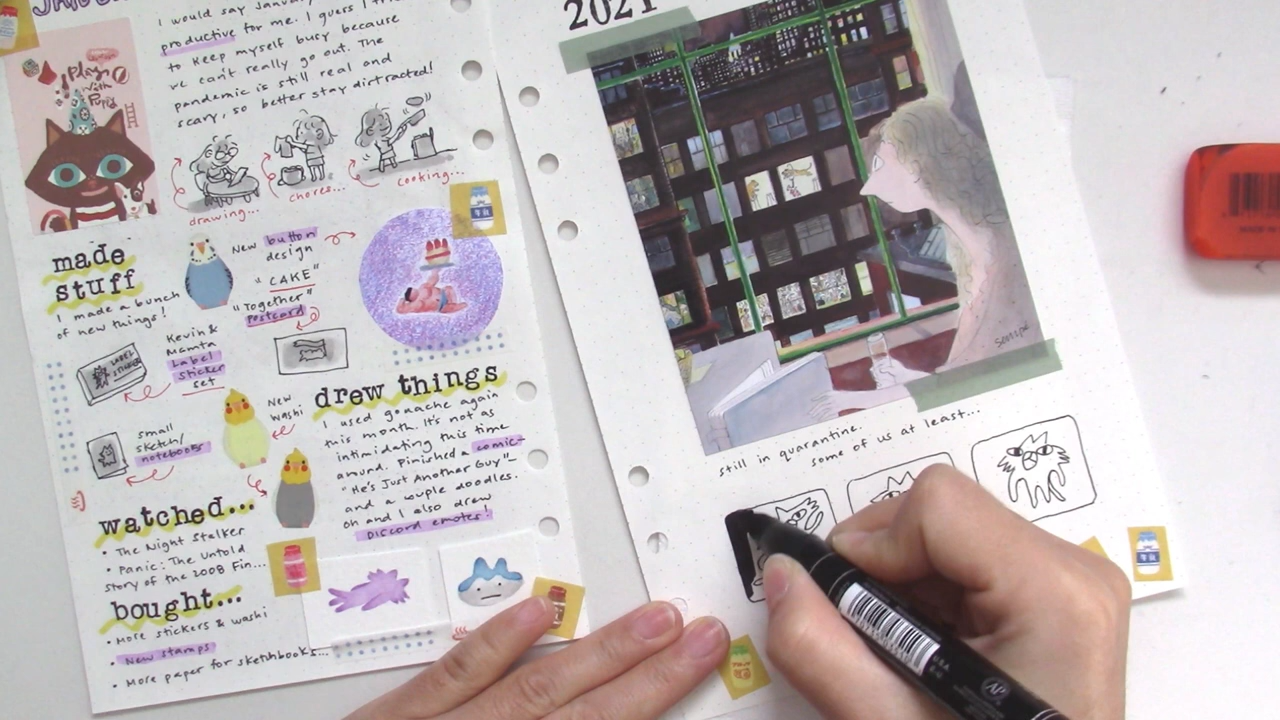 I would say January
productive for me. I guess I
to keep myself busy because
we can't really go out. The
pandemic is still real and
scary, so better stay distracted!
Play
with
Pupid
drawing...
chores...
cooking...
made
stuff
I made a bunch
of new things!
New button
design
"CAKE"
"Together"
Postcard
Kevin &
Mamta
Label
sticker
set
LABEL
STICKER
New
washi
small
sketch/
notebooks
drew things
I used gouache again
this month. It's not as
intimidating this time
around. Finished a comic-
"He's Just Another Guy"-
and a couple doodles.
oh and I also drew
Discord emotes!
watched...
• The Night Stalker
• Panic: The Untold
story of the 2008 Fin...
bought...
• More stickers & washi
• New stamps
• More paper for sketchbooks...
2021
still in quarantine.
some of us at least...
AP